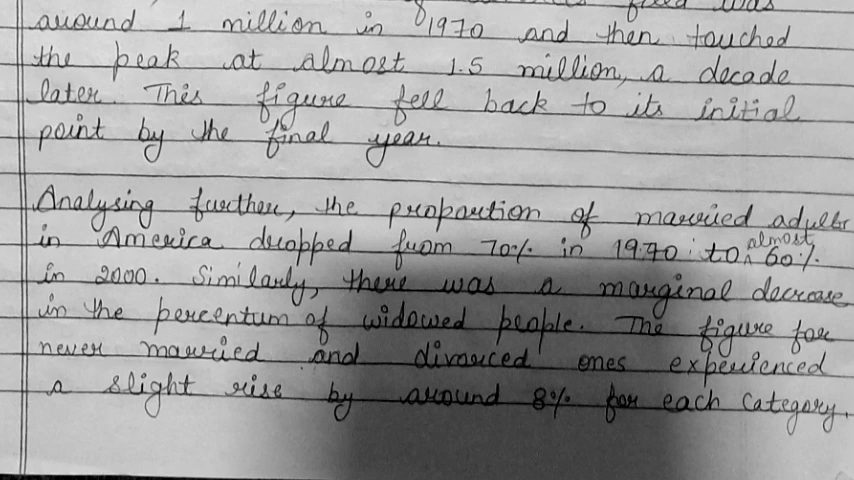 was
around 1 million in 1970 and then touched
the peak at almost 1.5 million, a decade
later. This figure fell back to its initial
point by the final year.
Analysing further, the proportion of married adults
in America dropped from 70% in 1970 to almost 60%
in 2000. Similarly, there was a marginal decrease
in the percentum of widowed people. The figure for
never married and divorced ones experienced
a slight rise by around 8% for each category.